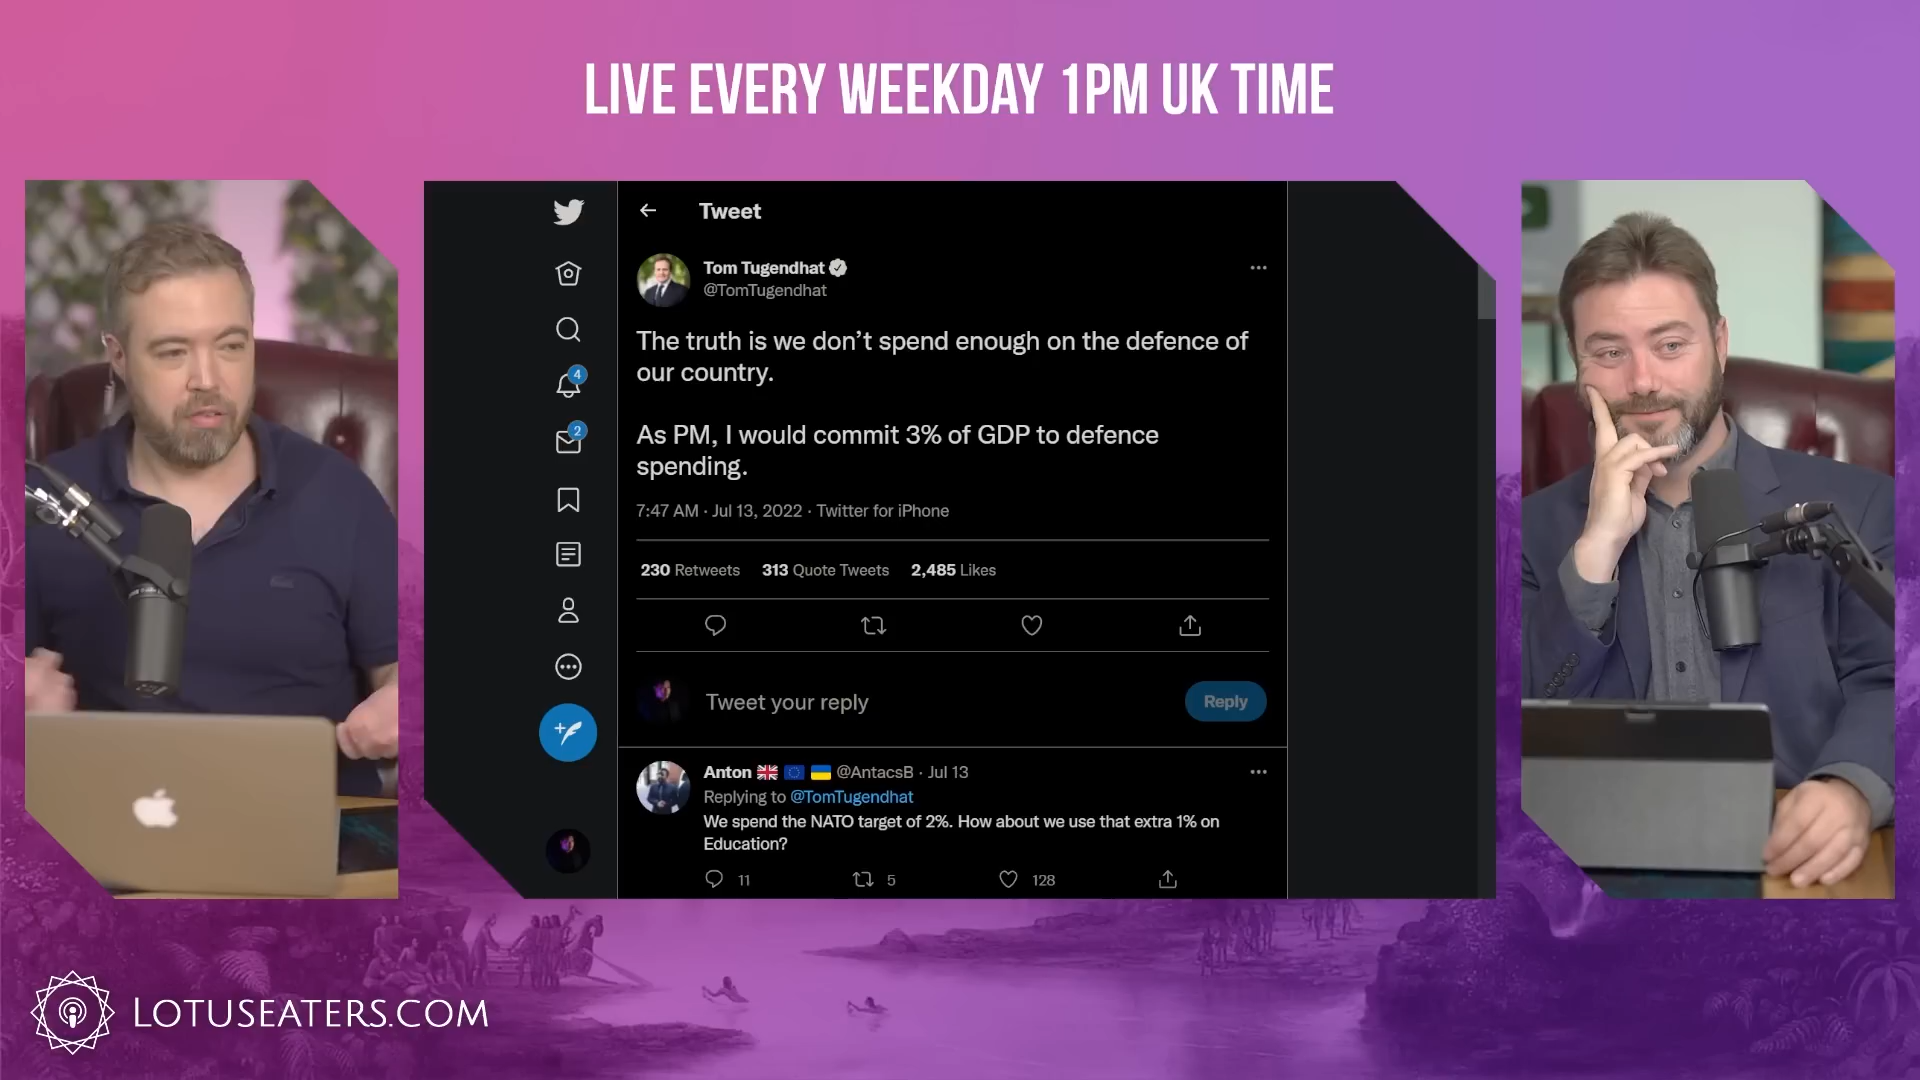 LIVE EVERY WEEKDAY 1PM UK TIME
Tweet
Tom Tugendhat
@TomTugendhat
The truth is we don’t spend enough on the defence of
our country.
As PM, I would commit 3% of GDP to defence
spending.
7:47 AM · Jul 13, 2022 · Twitter for iPhone
230 Retweets 313 Quote Tweets 2,485 Likes
Tweet your reply
Reply
Anton @AntacsB · Jul 13
Replying to @TomTugendhat
We spend the NATO target of 2%. How about we use that extra 1% on
Education?
11 5 128
4
2
LOTUSEATERS.COM